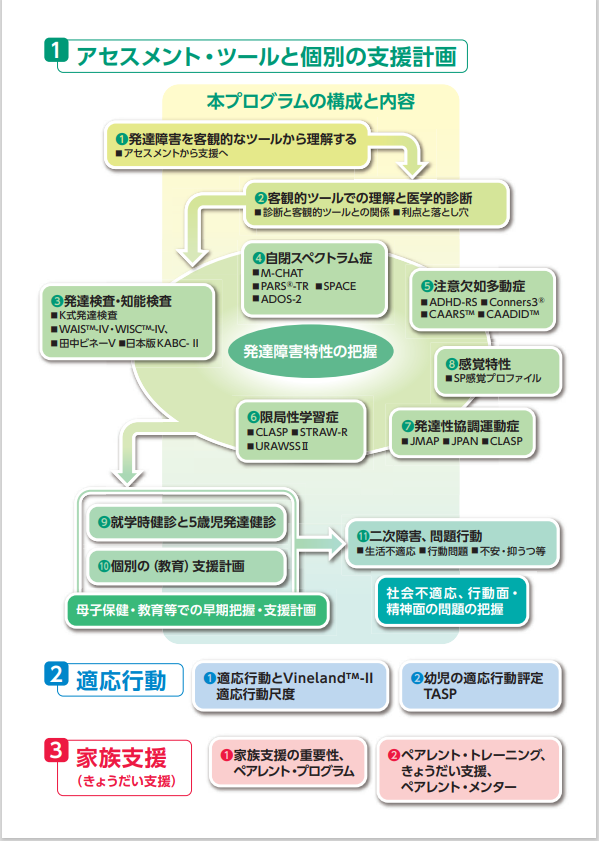 1 アセスメント・ツールと個別の支援計画
本プログラムの構成と内容
❶発達障害を客観的なツールから理解する
■アセスメントから支援へ
❷客観的ツールでの理解と医学的診断
■診断と客観的ツールとの関係 ■利点と落とし穴
❸発達検査・知能検査
■K式発達検査
■WAIS™-Ⅳ・WISC™-Ⅳ、
■田中ビネーV ■日本版KABC-Ⅱ
❹自閉スペクトラム症
■M-CHAT
■PARS®-TR ■SPACE
■ADOS-2
❺注意欠如多動症
■ADHD-RS ■Conners3®
■CAARS™ ■CAADID™
発達障害特性の把握
❽感覚特性
■SP感覚プロファイル
❻限局性学習症
■CLASP ■STRAW-R
■URAWSSⅡ
❼発達性協調運動症
■JMAP ■JPAN ■CLASP
❾就学時健診と5歳児発達健診
❿個別の（教育）支援計画
母子保健・教育等での早期把握・支援計画
⓫二次障害、問題行動
■生活不適応 ■行動問題 ■不安・抑うつ等
社会不適応、行動面・
精神面の問題の把握
2 適応行動
❶適応行動とVineland™-II
適応行動尺度
❷幼児の適応行動評定
TASP
3 家族支援
（きょうだい支援）
❶家族支援の重要性、
ペアレント・プログラム
❷ペアレント・トレーニング、
きょうだい支援、
ペアレント・メンター